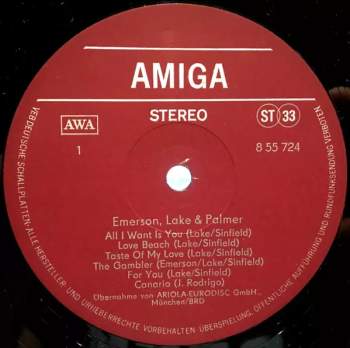 AMIGA
STEREO
AWA
ST 33
1
8 55 724
Emerson, Lake & Palmer
All I Want Is You (Lake/Sinfield)
Love Beach (Lake/Sinfield)
Taste Of My Love (Lake/Sinfield)
The Gambler (Emerson/Lake/Sinfield)
For You (Lake/Sinfield)
Canario (J. Rodrigo)
Übernahme von ARIOLA-EURODISC GmbH.,
München/BRD
VEB DEUTSCHE SCHALLPLATTEN · ALLE HERSTELLER- UND URHEBERRECHTE VORBEHALTEN ÜBERSPIELUNG, ÖFFENTLICHE AUFFÜHRUNG UND RUNDFUNKSENDUNG VERBOTEN